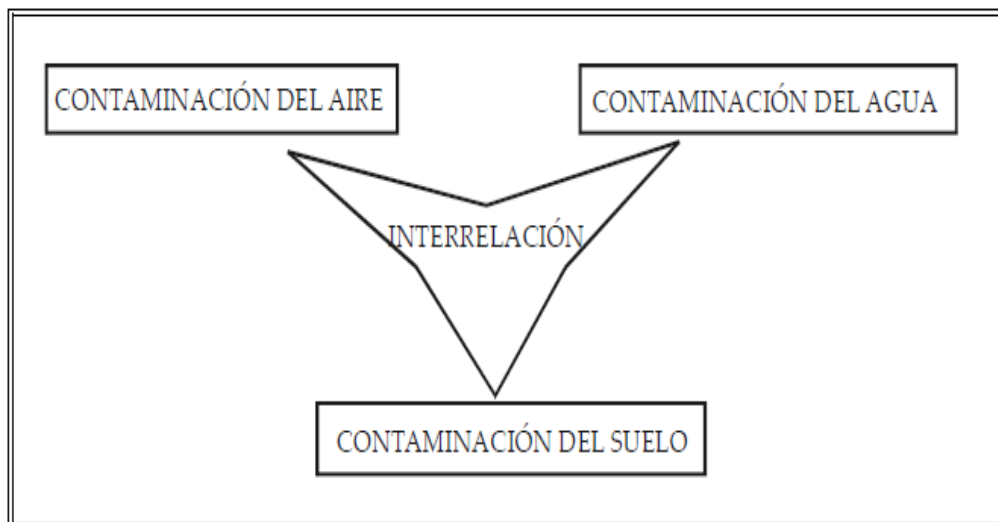 CONTAMINACIÓN DEL AIRE
CONTAMINACIÓN DEL AGUA
INTERRELACIÓN
CONTAMINACIÓN DEL SUELO